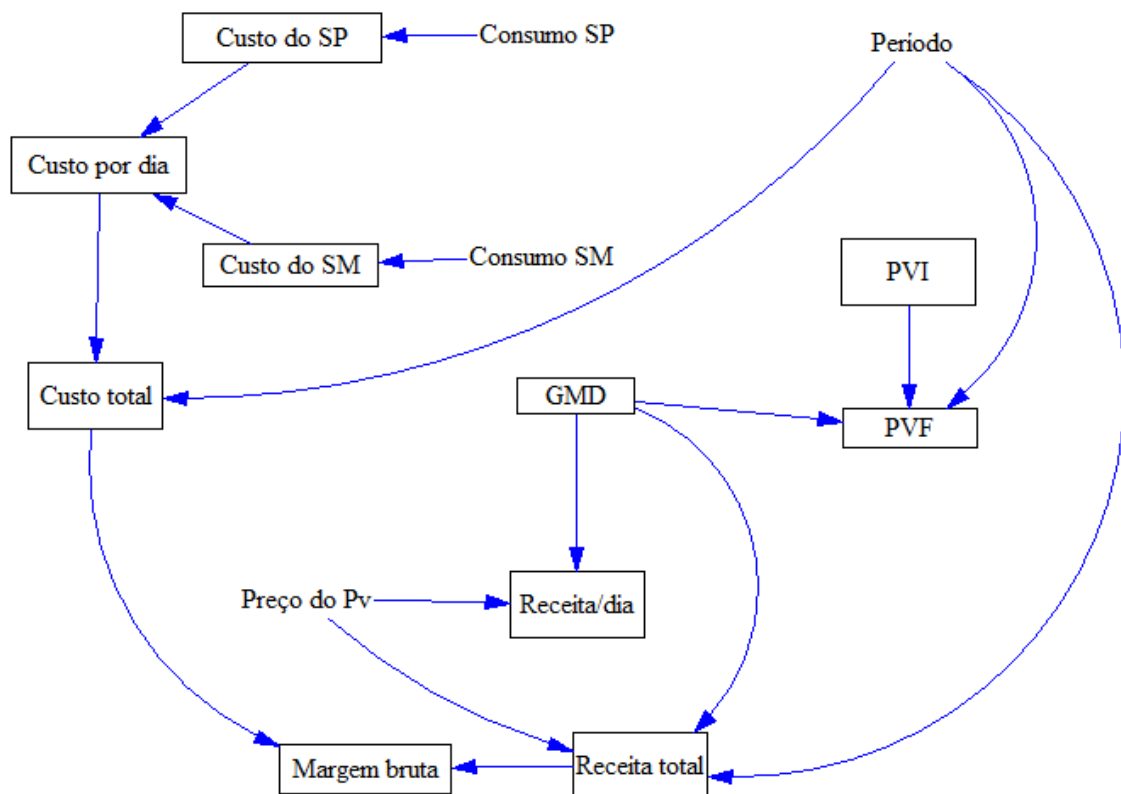 Custo do SP
Consumo SP
Período
Custo por dia
Custo do SM
Consumo SM
PVI
Custo total
GMD
PVF
Preço do Pv
Receita/dia
Margem bruta
Receita total